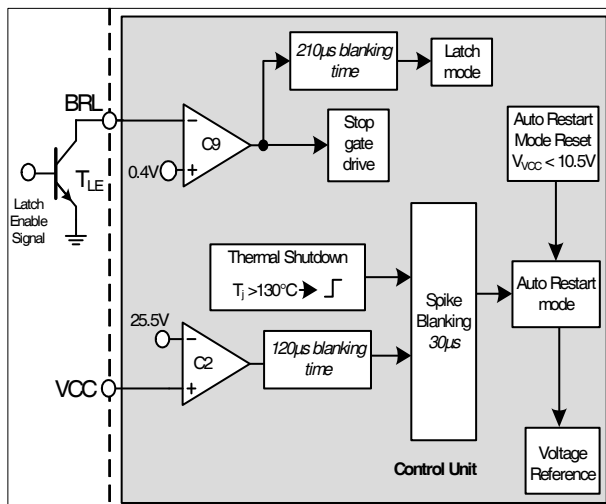 210µs blanking
time
Latch
mode
BRL
C9
Stop
gate
drive
0.4V
T_LE
Latch
Enable
Signal
Auto Restart
Mode Reset
V_VCC < 10.5V
Thermal Shutdown
T_j >130°C
Spike
Blanking
30µs
Auto Restart
mode
25.5V
C2
120µs blanking
time
VCC
Control Unit
Voltage
Reference